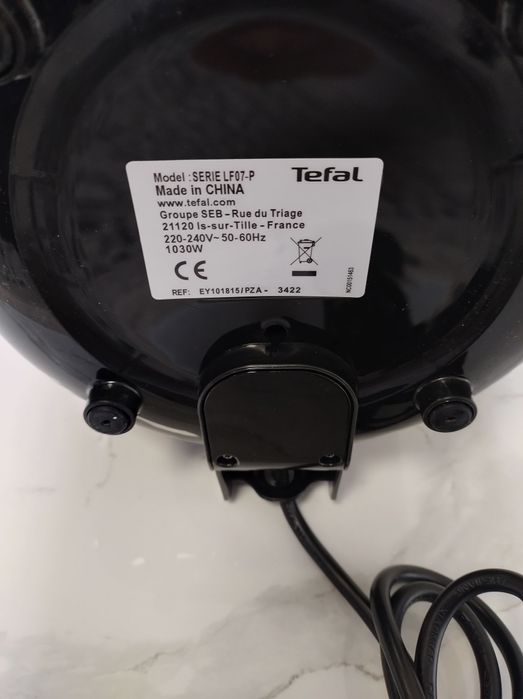 Model : SERIE LF07-P
Tefal
Made in CHINA
www.tefal.com
Groupe SEB - Rue du Triage
21120 Is-sur-Tille - France
220-240V~ 50-60Hz
1030W
CE
REF: EY101815/PZA - 3422
NC00151463